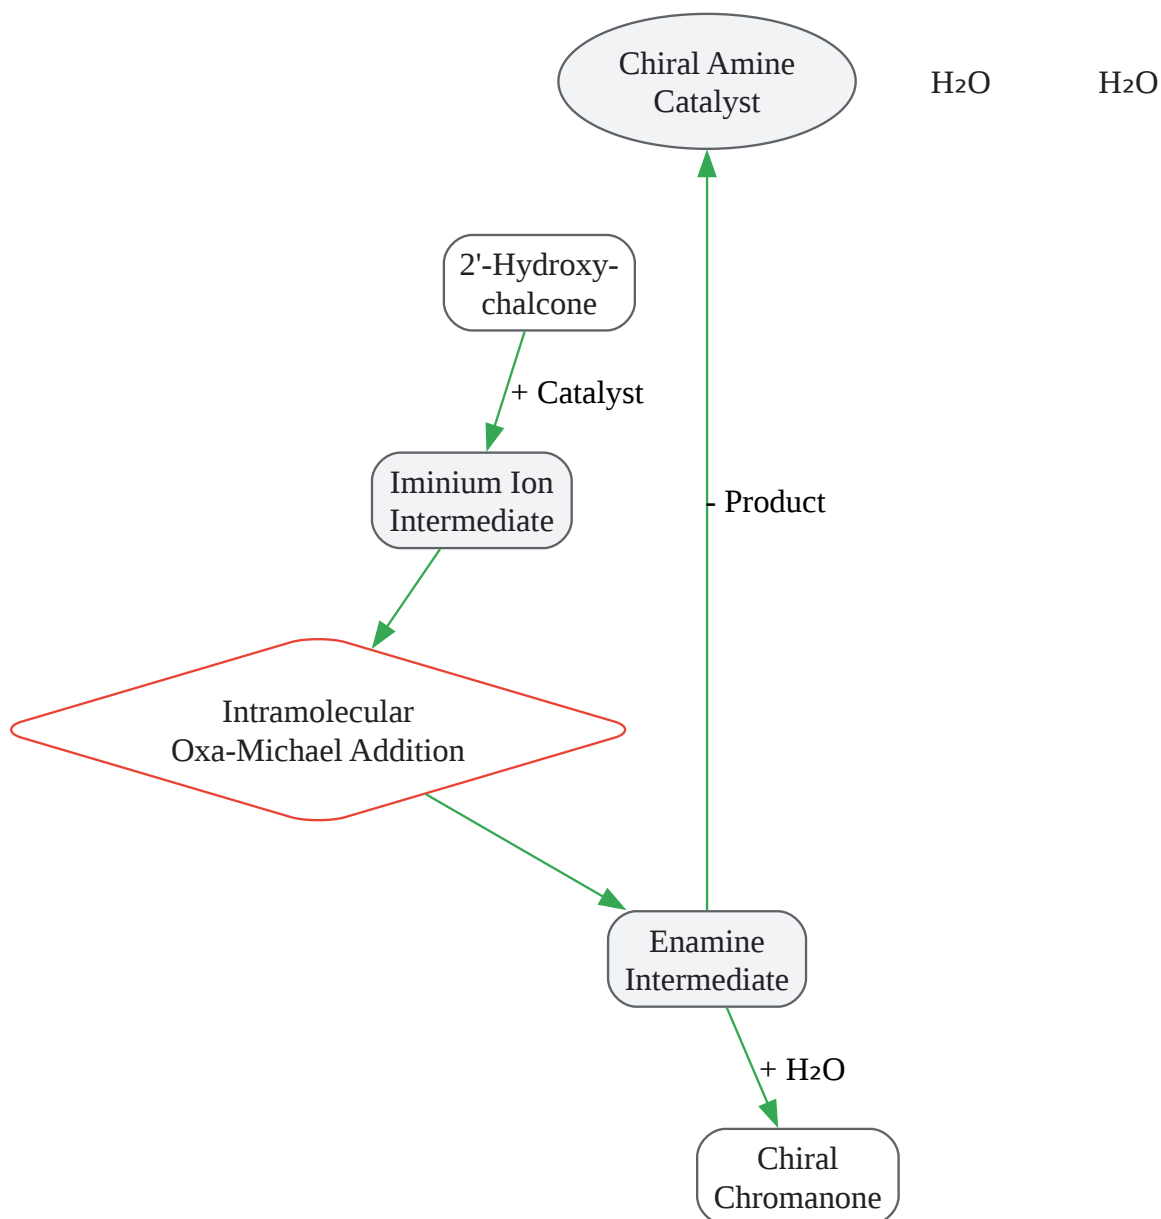 Chiral Amine
Catalyst
H₂O
H₂O
2'-Hydroxy-
chalcone
+ Catalyst
Iminium Ion
Intermediate
- Product
Intramolecular
Oxa-Michael Addition
Enamine
Intermediate
+ H₂O
Chiral
Chromanone